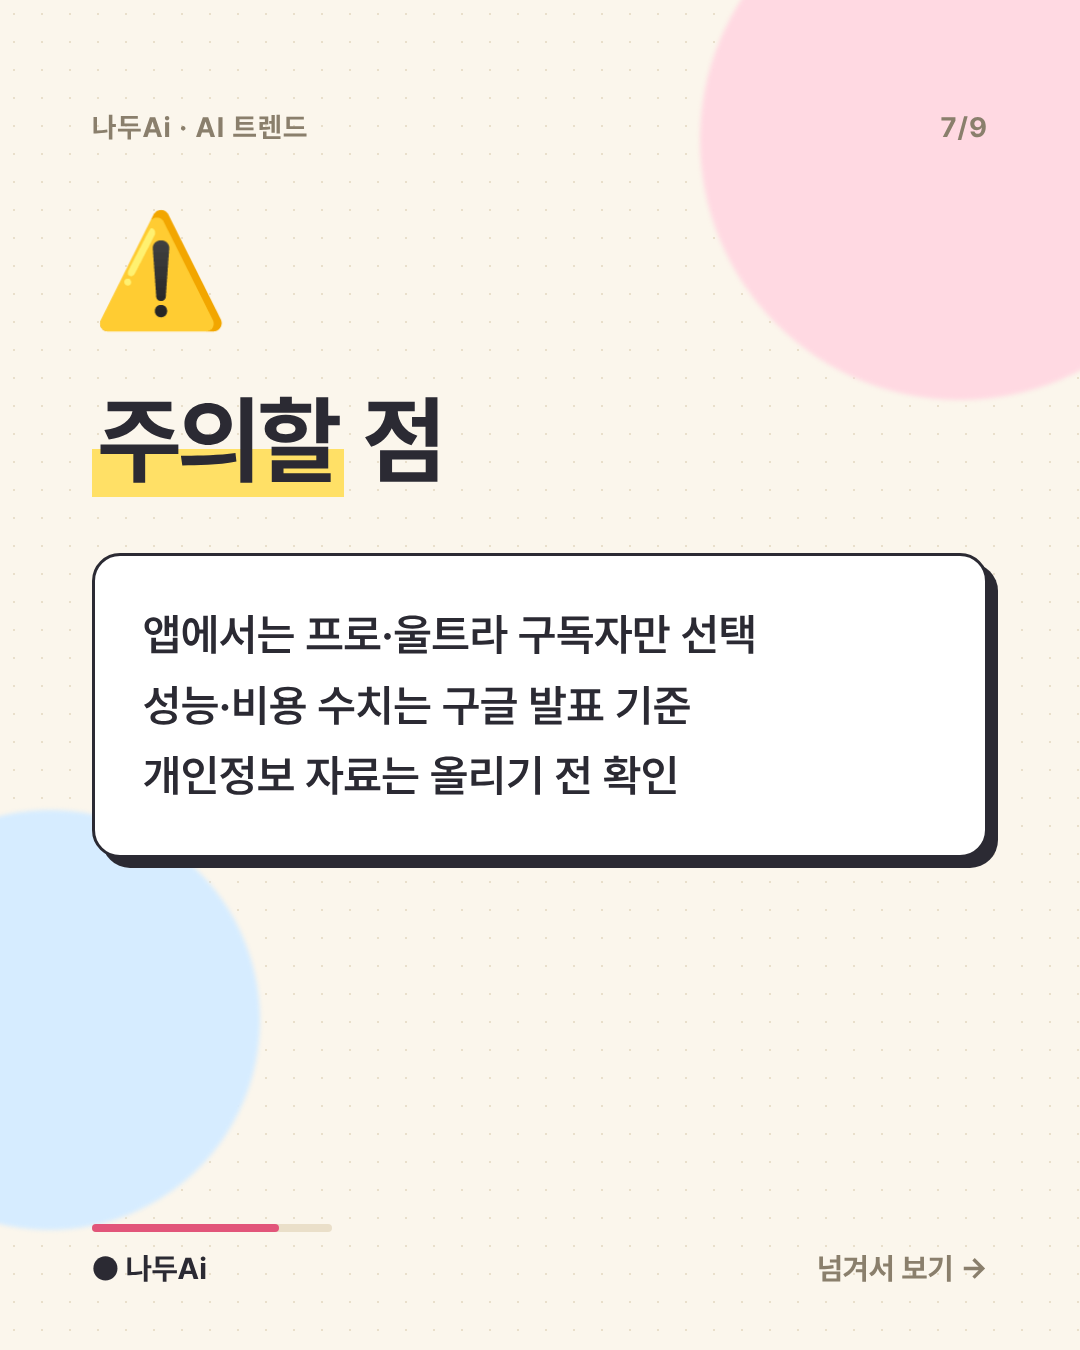 나두Ai · AI 트렌드
7/9
주의할 점
앱에서는 프로·울트라 구독자만 선택
성능·비용 수치는 구글 발표 기준
개인정보 자료는 올리기 전 확인
나두Ai
넘겨서 보기 →